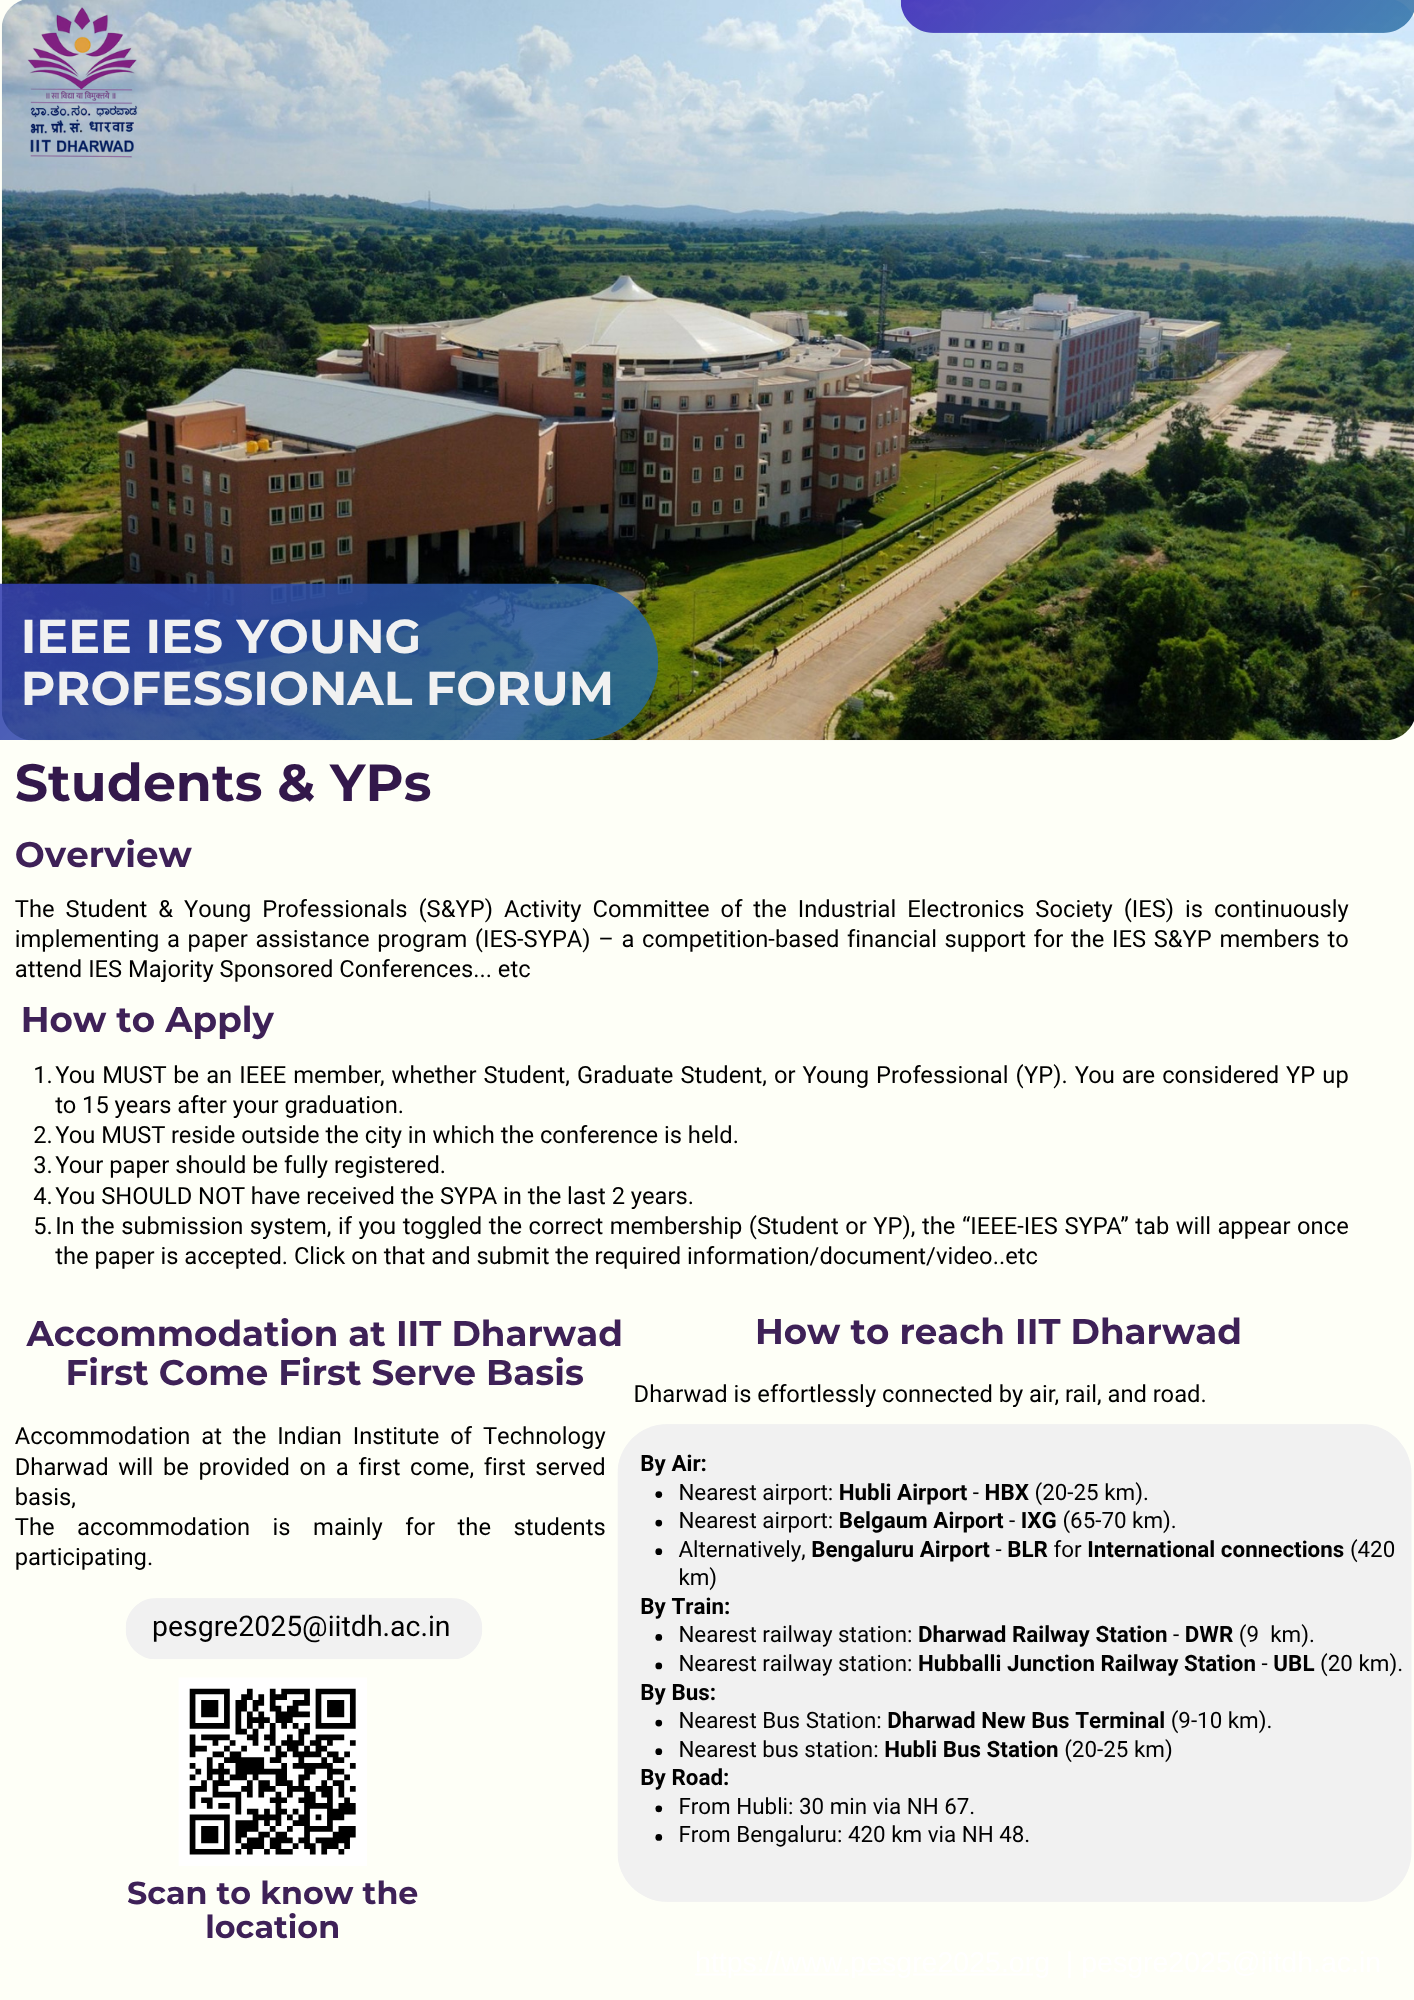 ॥ सा विद्या या विमुक्तये ॥
ಭಾ.ತಂ.ಸಂ. ಧಾರವಾಡ
भा. प्रौ. सं. धारवाड
IIT DHARWAD
IEEE IES YOUNG
PROFESSIONAL FORUM
Students & YPs
Overview
The Student & Young Professionals (S&YP) Activity Committee of the Industrial Electronics Society (IES) is continuously
implementing a paper assistance program (IES-SYPA) – a competition-based financial support for the IES S&YP members to
attend IES Majority Sponsored Conferences... etc
How to Apply
1. You MUST be an IEEE member, whether Student, Graduate Student, or Young Professional (YP). You are considered YP up
to 15 years after your graduation.
2. You MUST reside outside the city in which the conference is held.
3. Your paper should be fully registered.
4. You SHOULD NOT have received the SYPA in the last 2 years.
5. In the submission system, if you toggled the correct membership (Student or YP), the “IEEE-IES SYPA” tab will appear once
the paper is accepted. Click on that and submit the required information/document/video..etc
Accommodation at IIT Dharwad
First Come First Serve Basis
Accommodation at the Indian Institute of Technology
Dharwad will be provided on a first come, first served
basis,
The accommodation is mainly for the students
participating.
pesgre2025@iitdh.ac.in
Scan to know the
location
How to reach IIT Dharwad
Dharwad is effortlessly connected by air, rail, and road.
By Air:
• Nearest airport: Hubli Airport - HBX (20-25 km).
• Nearest airport: Belgaum Airport - IXG (65-70 km).
• Alternatively, Bengaluru Airport - BLR for International connections (420
km)
By Train:
• Nearest railway station: Dharwad Railway Station - DWR (9  km).
• Nearest railway station: Hubballi Junction Railway Station - UBL (20 km).
By Bus:
• Nearest Bus Station: Dharwad New Bus Terminal (9-10 km).
• Nearest bus station: Hubli Bus Station (20-25 km)
By Road:
• From Hubli: 30 min via NH 67.
• From Bengaluru: 420 km via NH 48.